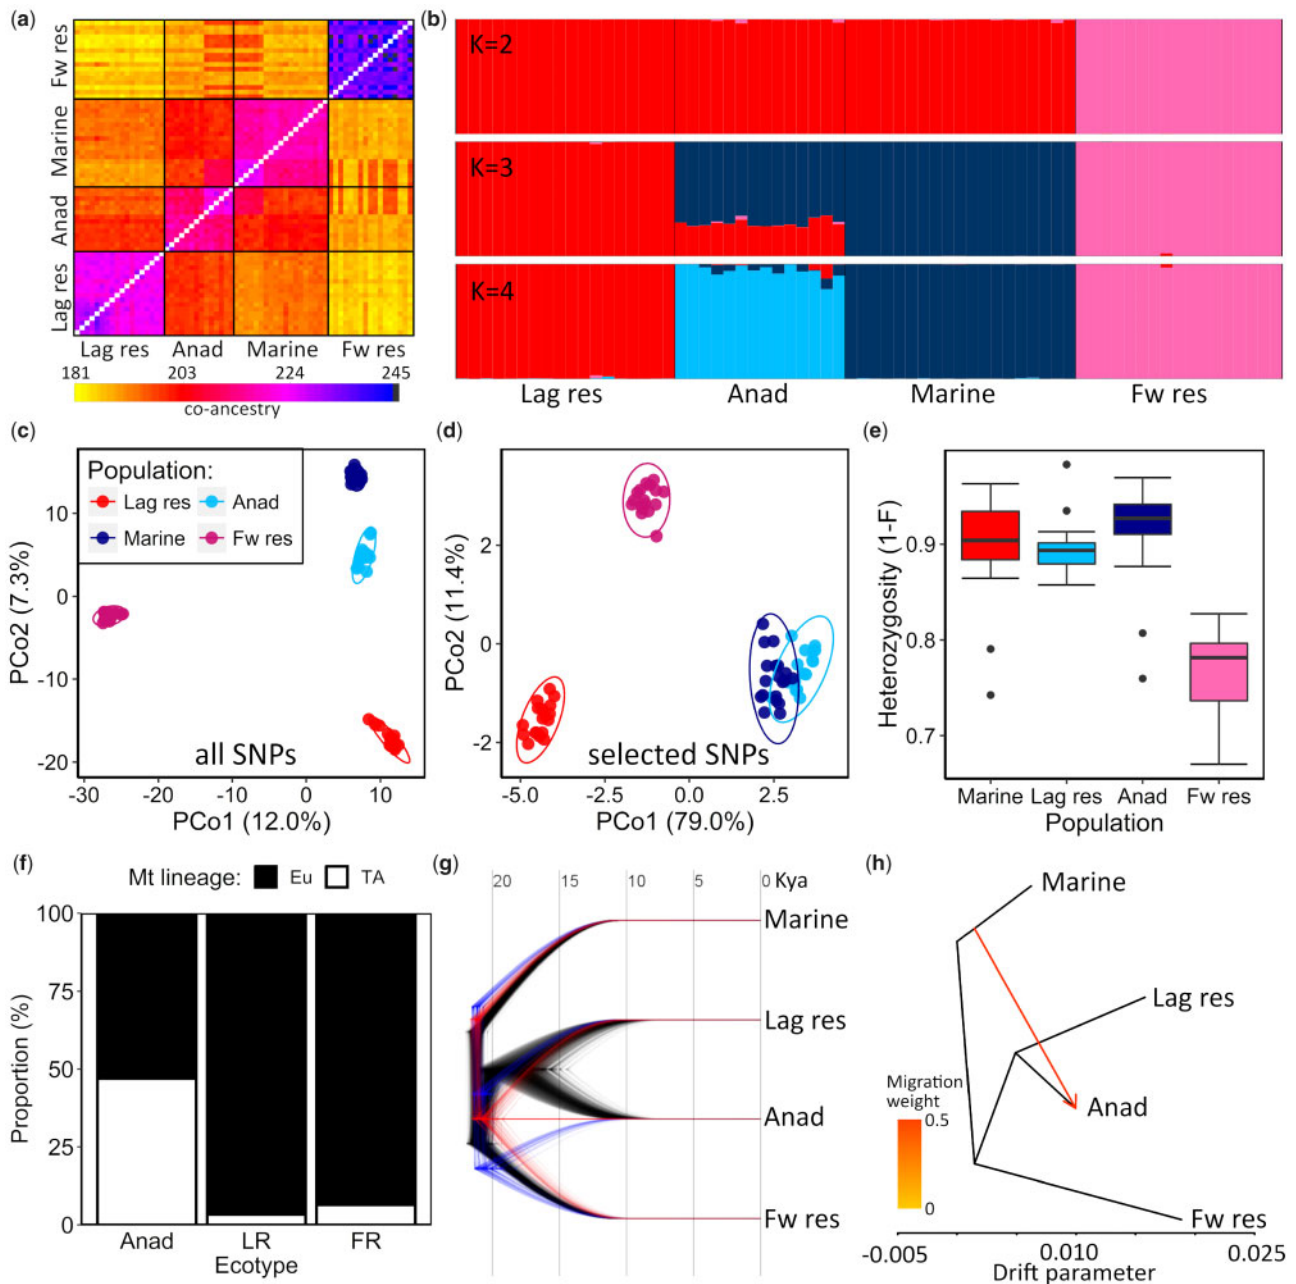 (a)
Fw res
Marine
Anad
Lag res
Lag res Anad Marine Fw res
181 203 224 245
co-ancestry
(b)
K=2
K=3
K=4
Lag res Anad Marine Fw res
(c)
Population:
Lag res Anad
Marine Fw res
10
0
-10
-20
PCo2 (7.3%)
all SNPs
-30 -20 -10 0 10
PCo1 (12.0%)
(d)
2
0
-2
PCo2 (11.4%)
selected SNPs
-5.0 -2.5 0.0 2.5
PCo1 (79.0%)
(e)
0.9
0.8
0.7
Heterozygosity (1-F)
Marine Lag res Anad Fw res
Population
(f)
Mt lineage: Eu TA
100
75
50
25
0
Proportion (%)
Anad LR FR
Ecotype
(g)
20 15 10 5 0 Kya
Marine
Lag res
Anad
Fw res
(h)
Marine
Lag res
Anad
Fw res
Migration
weight
0.5
0
-0.005 0.010 0.025
Drift parameter